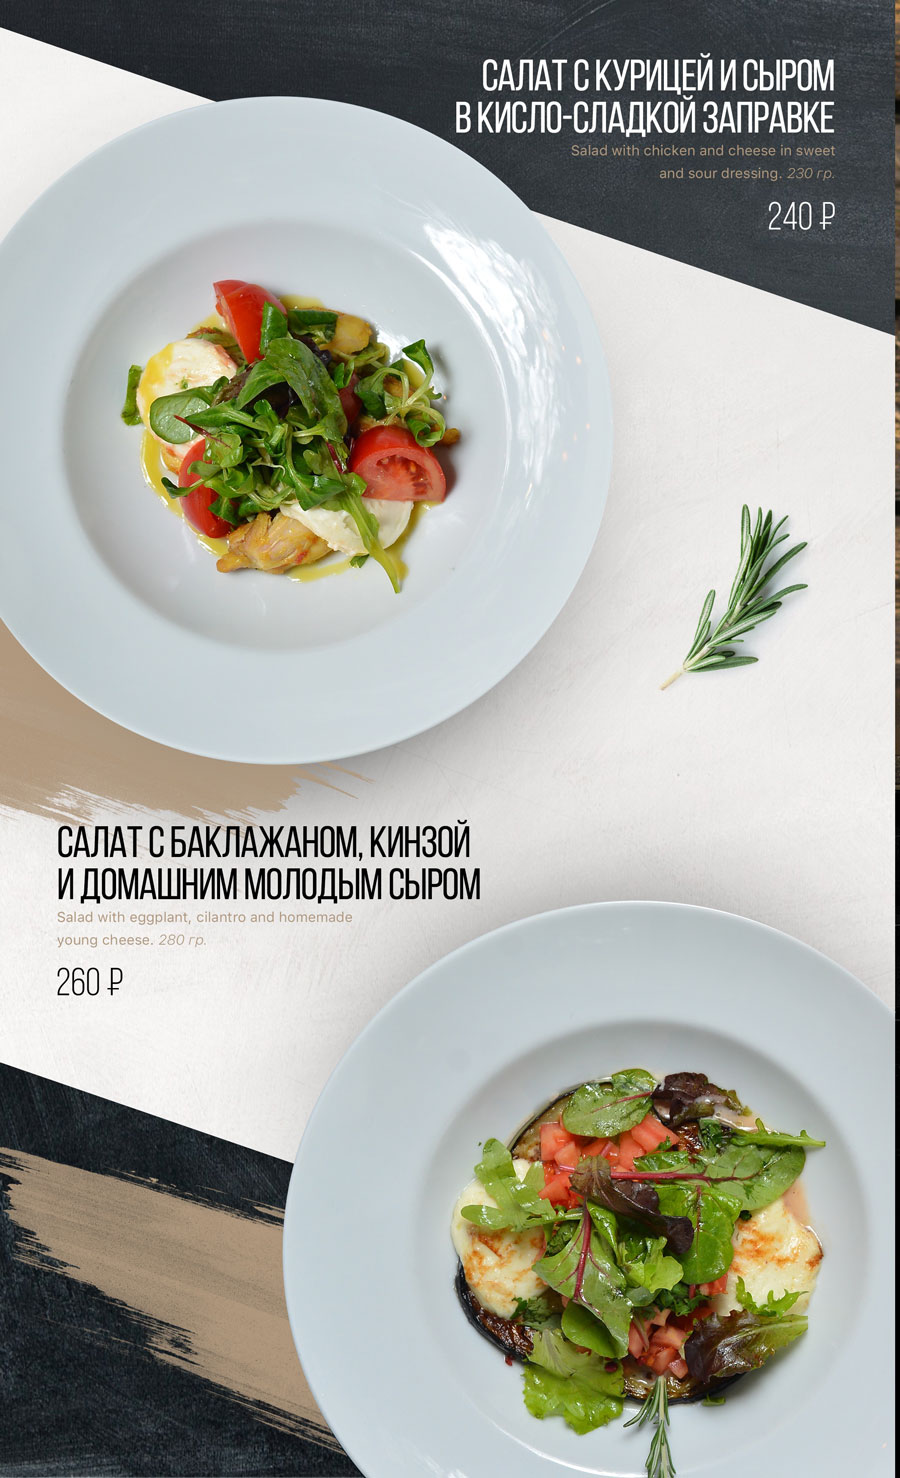 САЛАТ С КУРИЦЕЙ И СЫРОМ
В КИСЛО-СЛАДКОЙ ЗАПРАВКЕ
Salad with chicken and cheese in sweet
and sour dressing. 230 гр.
240 ₽
САЛАТ С БАКЛАЖАНОМ, КИНЗОЙ
И ДОМАШНИМ МОЛОДЫМ СЫРОМ
Salad with eggplant, cilantro and homemade
young cheese. 280 гр.
260 ₽